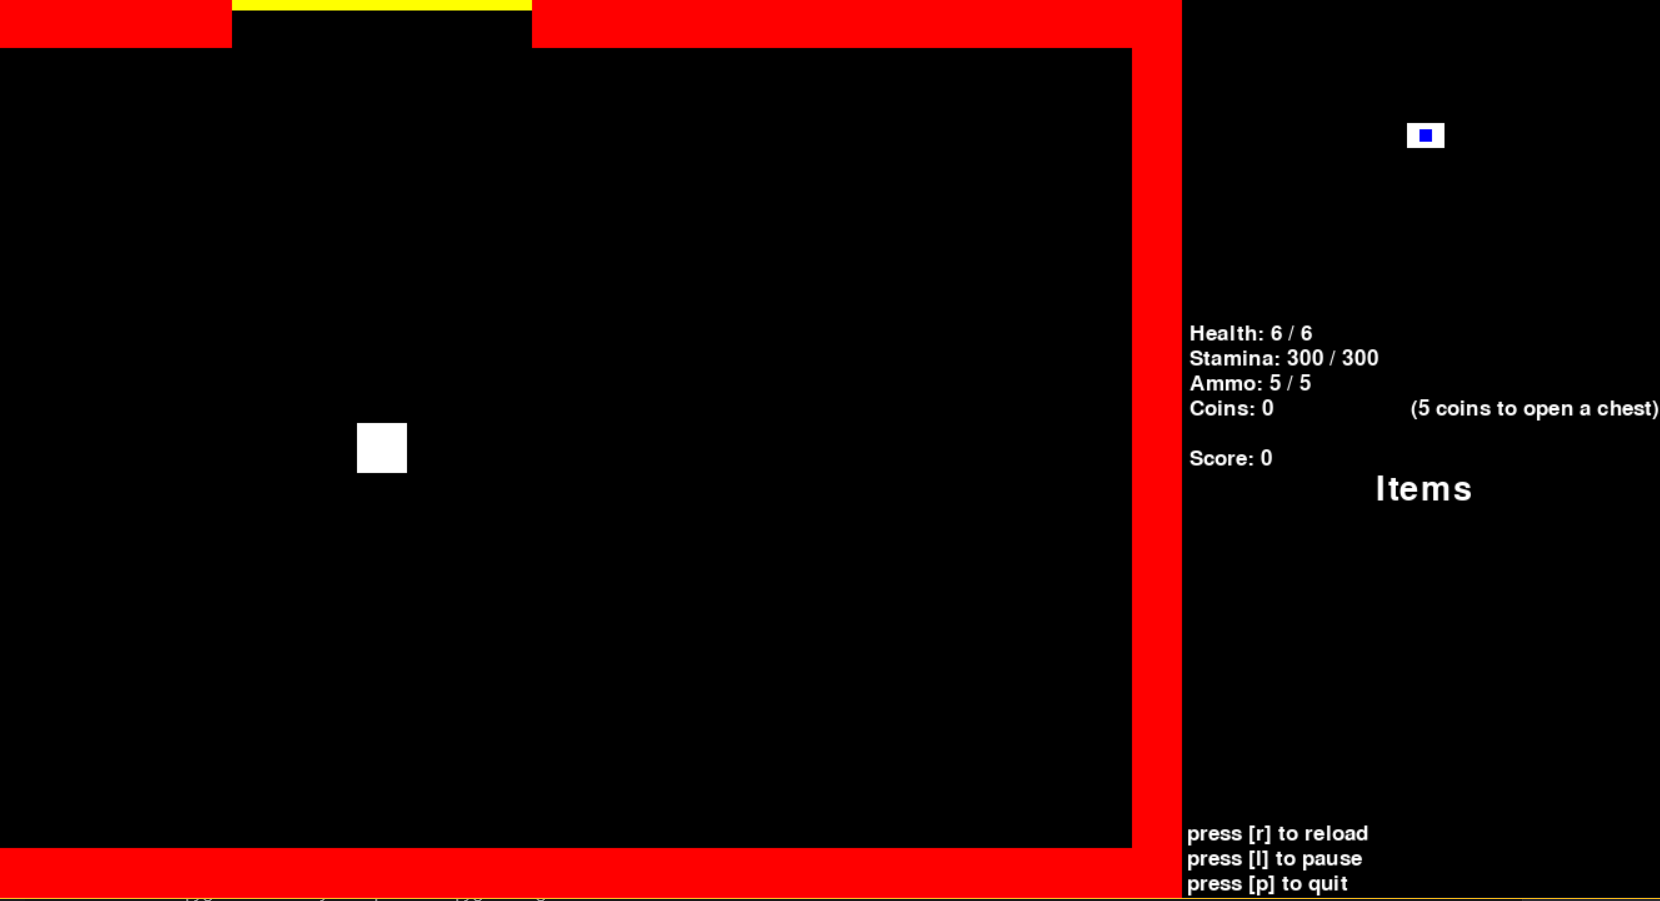 Health: 6 / 6
Stamina: 300 / 300
Ammo: 5 / 5
Coins: 0 (5 coins to open a chest)
Score: 0
Items
press [r] to reload
press [l] to pause
press [p] to quit